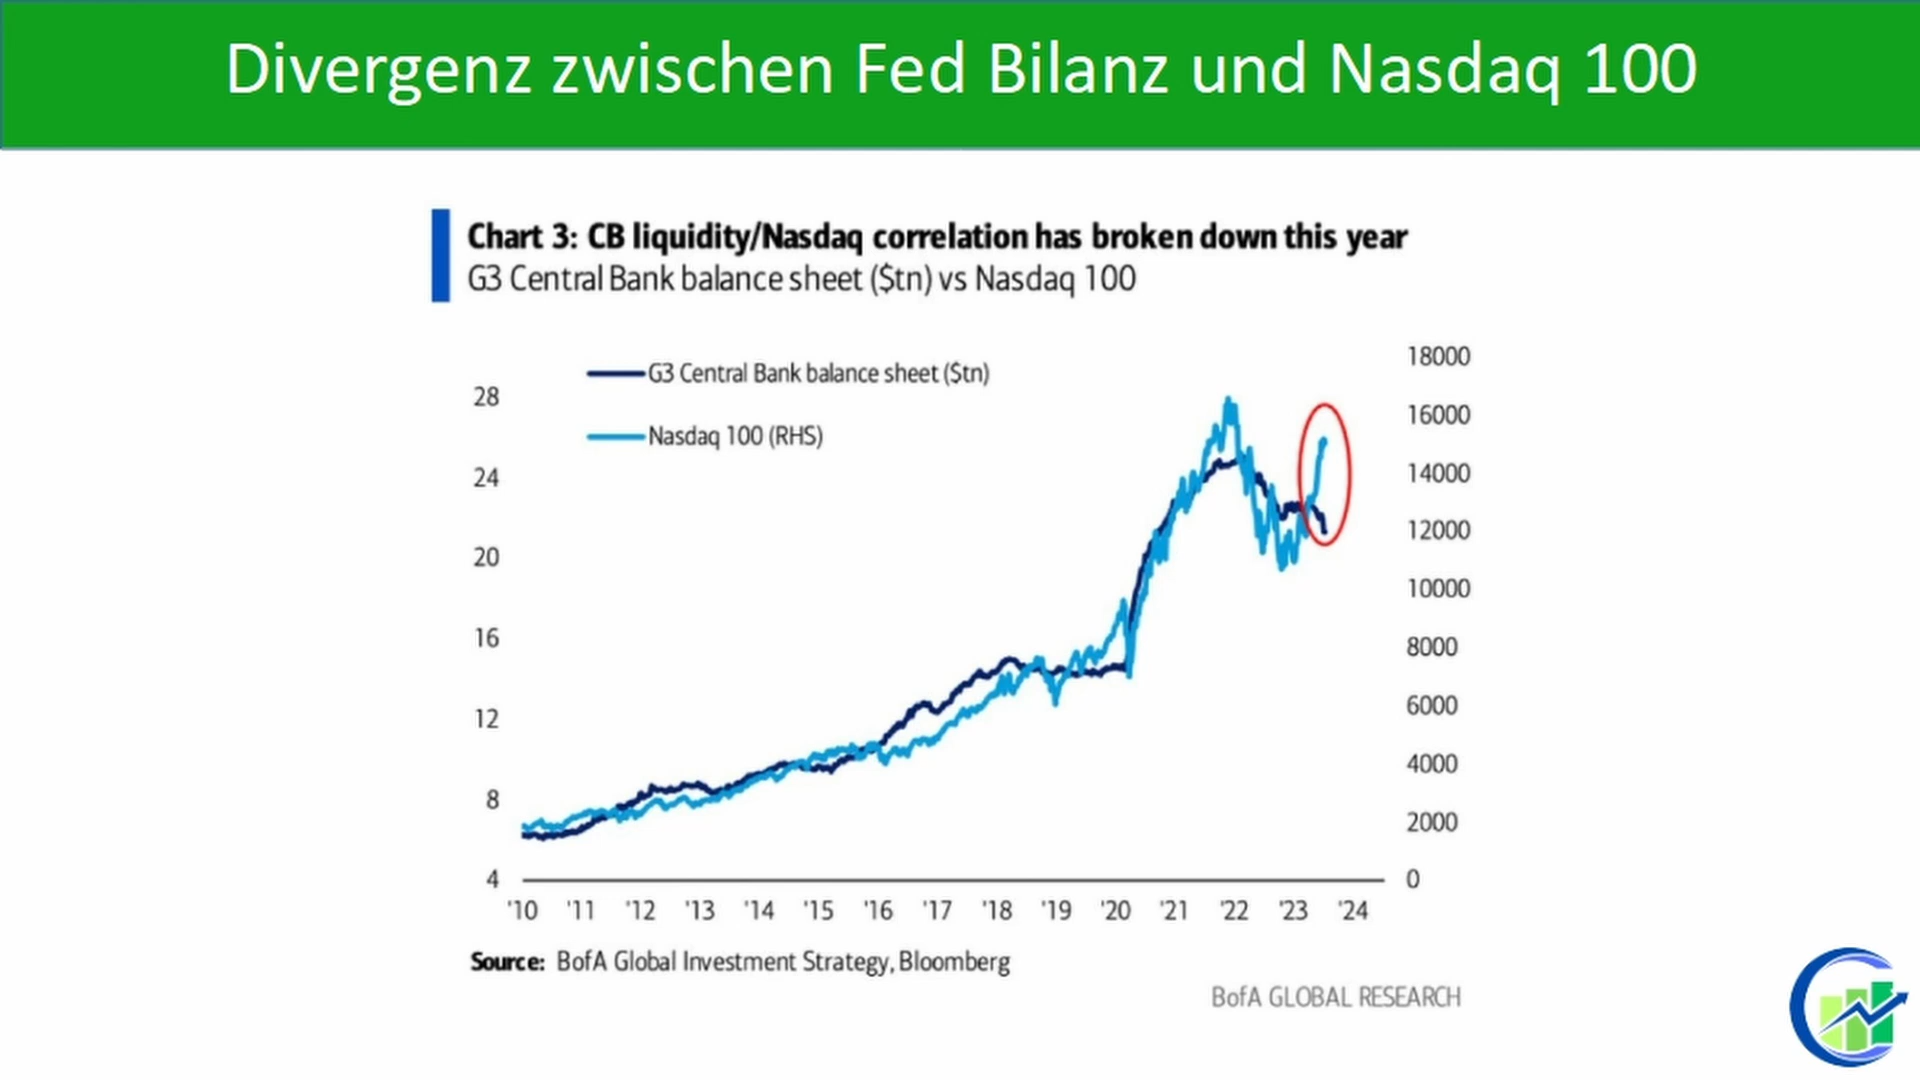 Divergenz zwischen Fed Bilanz und Nasdaq 100
Chart 3: CB liquidity/Nasdaq correlation has broken down this year
G3 Central Bank balance sheet ($tn) vs Nasdaq 100
G3 Central Bank balance sheet ($tn)
Nasdaq 100 (RHS)
28
24
20
16
12
8
4
18000
16000
14000
12000
10000
8000
6000
4000
2000
0
'10 '11 '12 '13 '14 '15 '16 '17 '18 '19 '20 '21 '22 '23 '24
Source: BofA Global Investment Strategy, Bloomberg
BofA GLOBAL RESEARCH